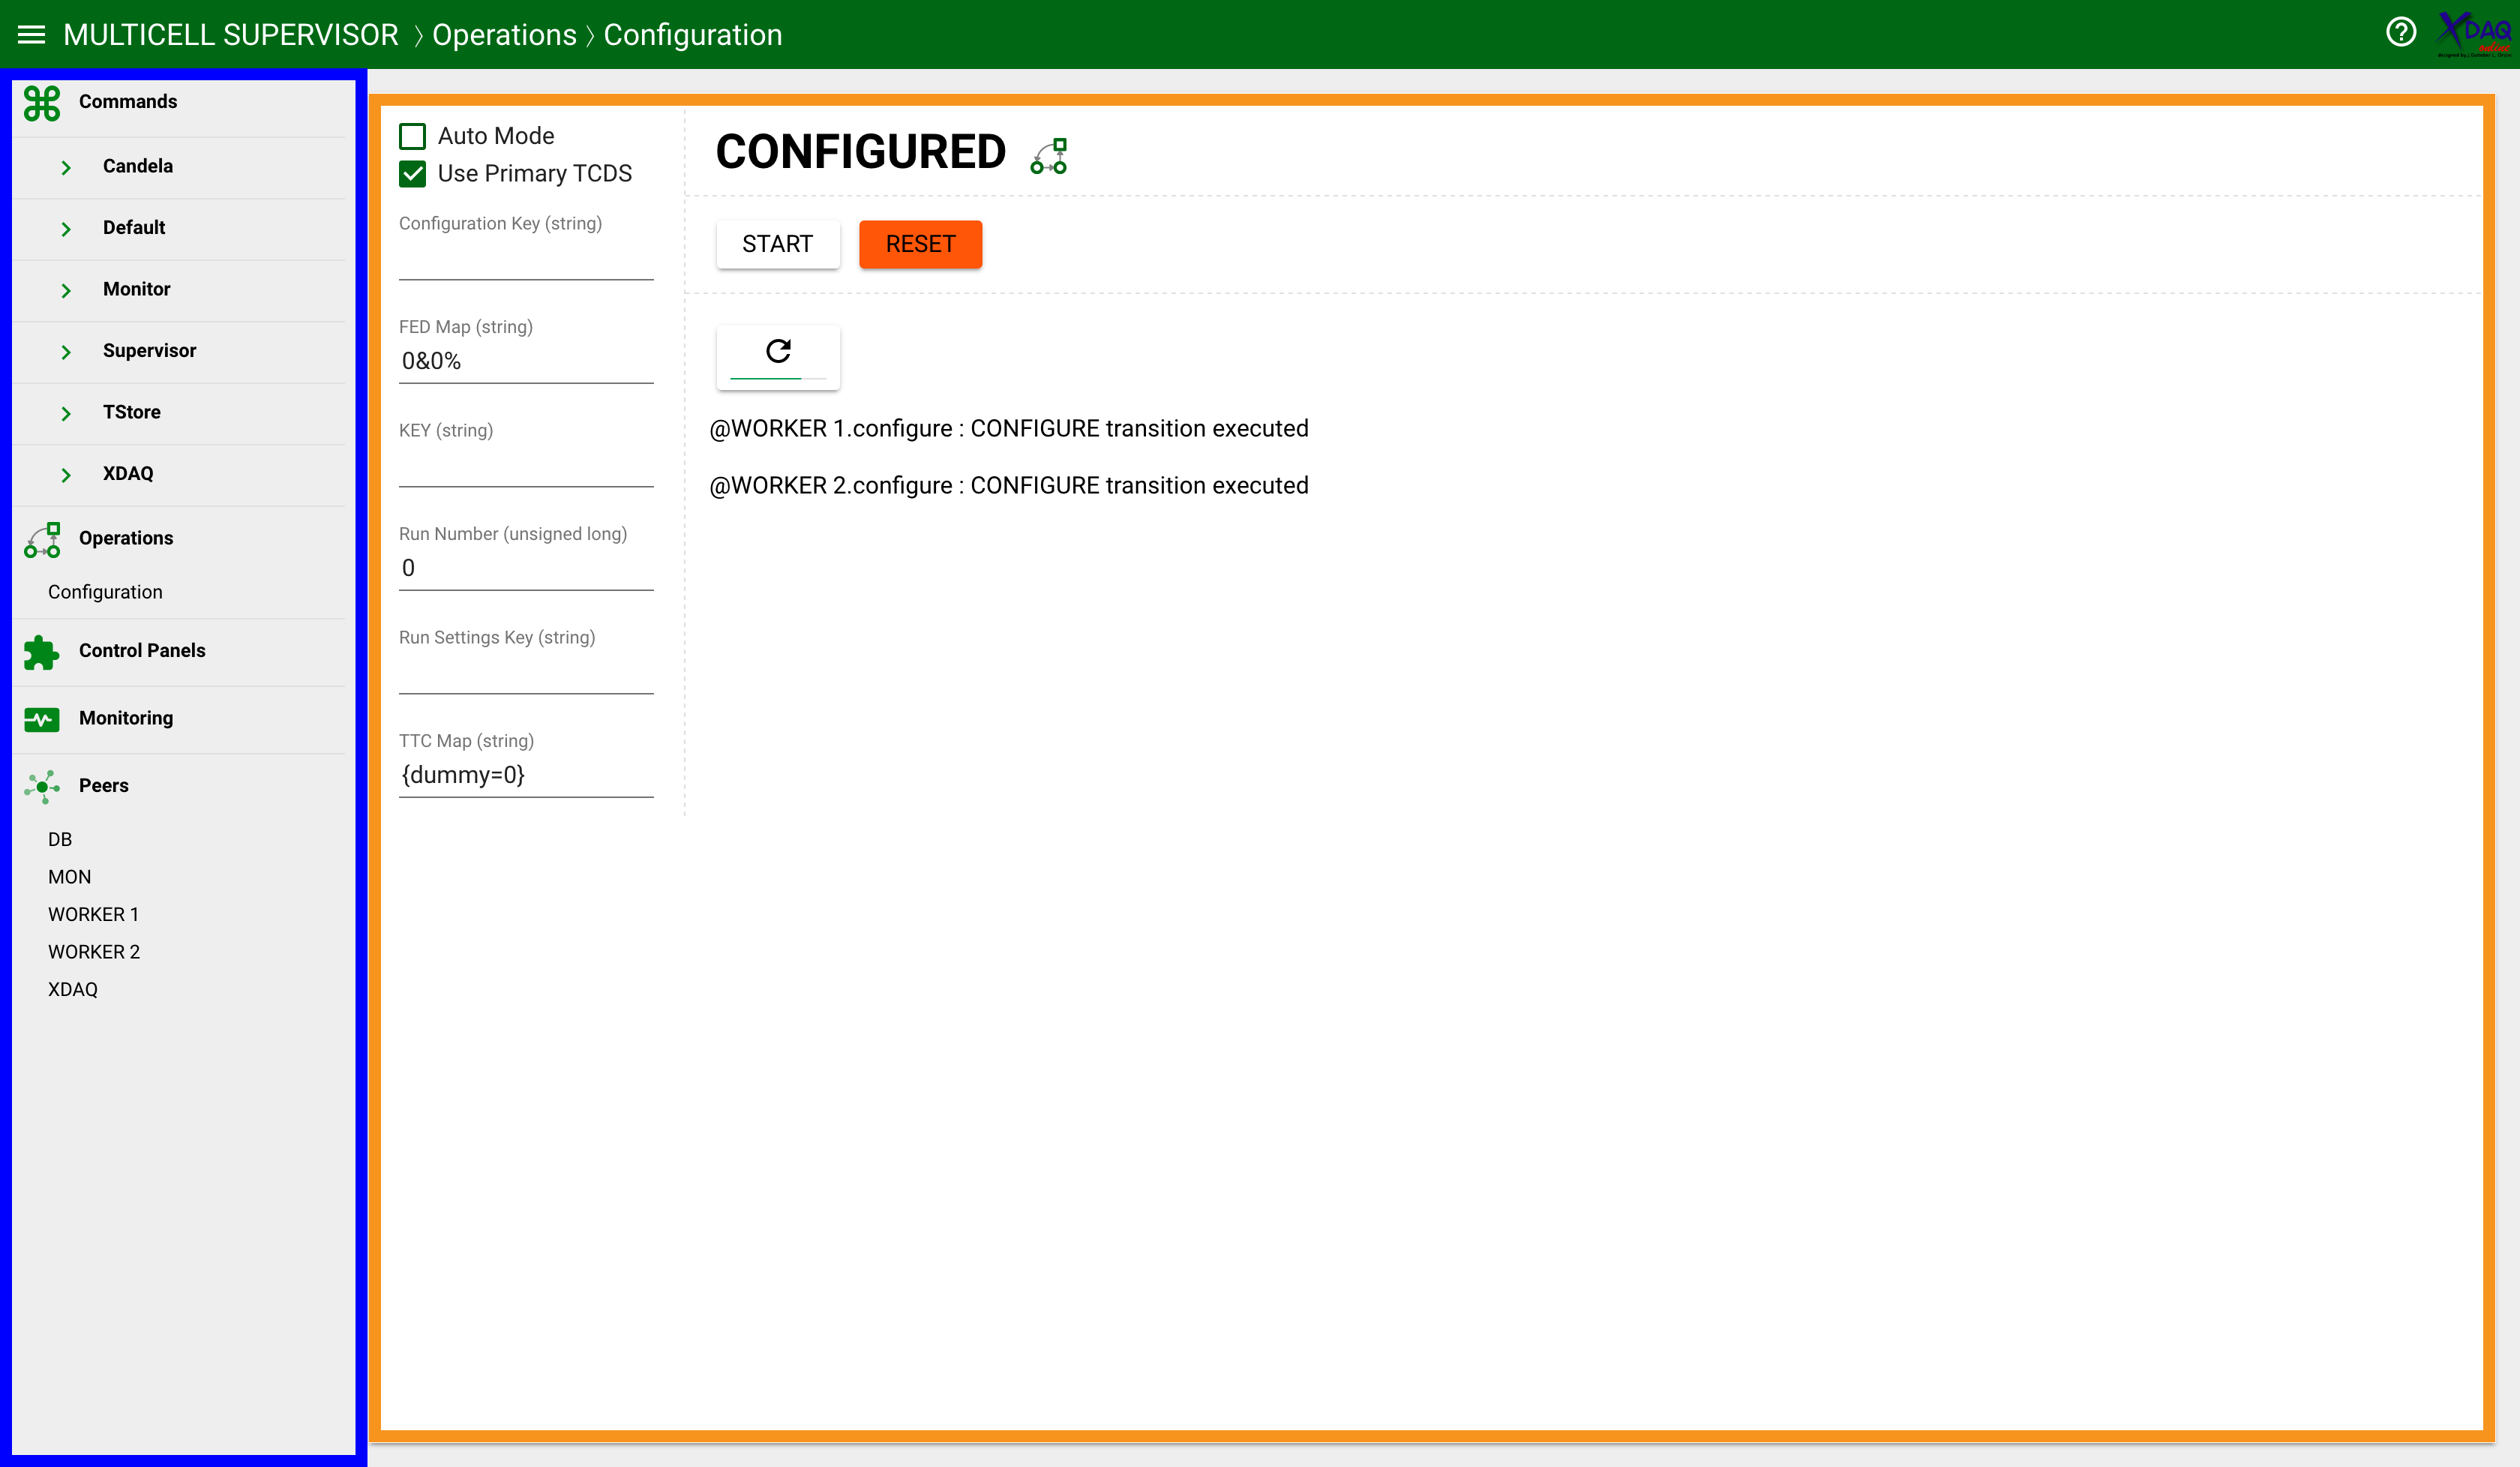 MULTICELL SUPERVISOR 〉Operations 〉Configuration
XDAQ
online
Commands
Candela
Default
Monitor
Supervisor
TStore
XDAQ
Operations
Configuration
Control Panels
Monitoring
Peers
DB
MON
WORKER 1
WORKER 2
XDAQ
Auto Mode
Use Primary TCDS
Configuration Key (string)
FED Map (string)
0&0%
KEY (string)
Run Number (unsigned long)
0
Run Settings Key (string)
TTC Map (string)
{dummy=0}
CONFIGURED
START RESET
@WORKER 1.configure : CONFIGURE transition executed
@WORKER 2.configure : CONFIGURE transition executed